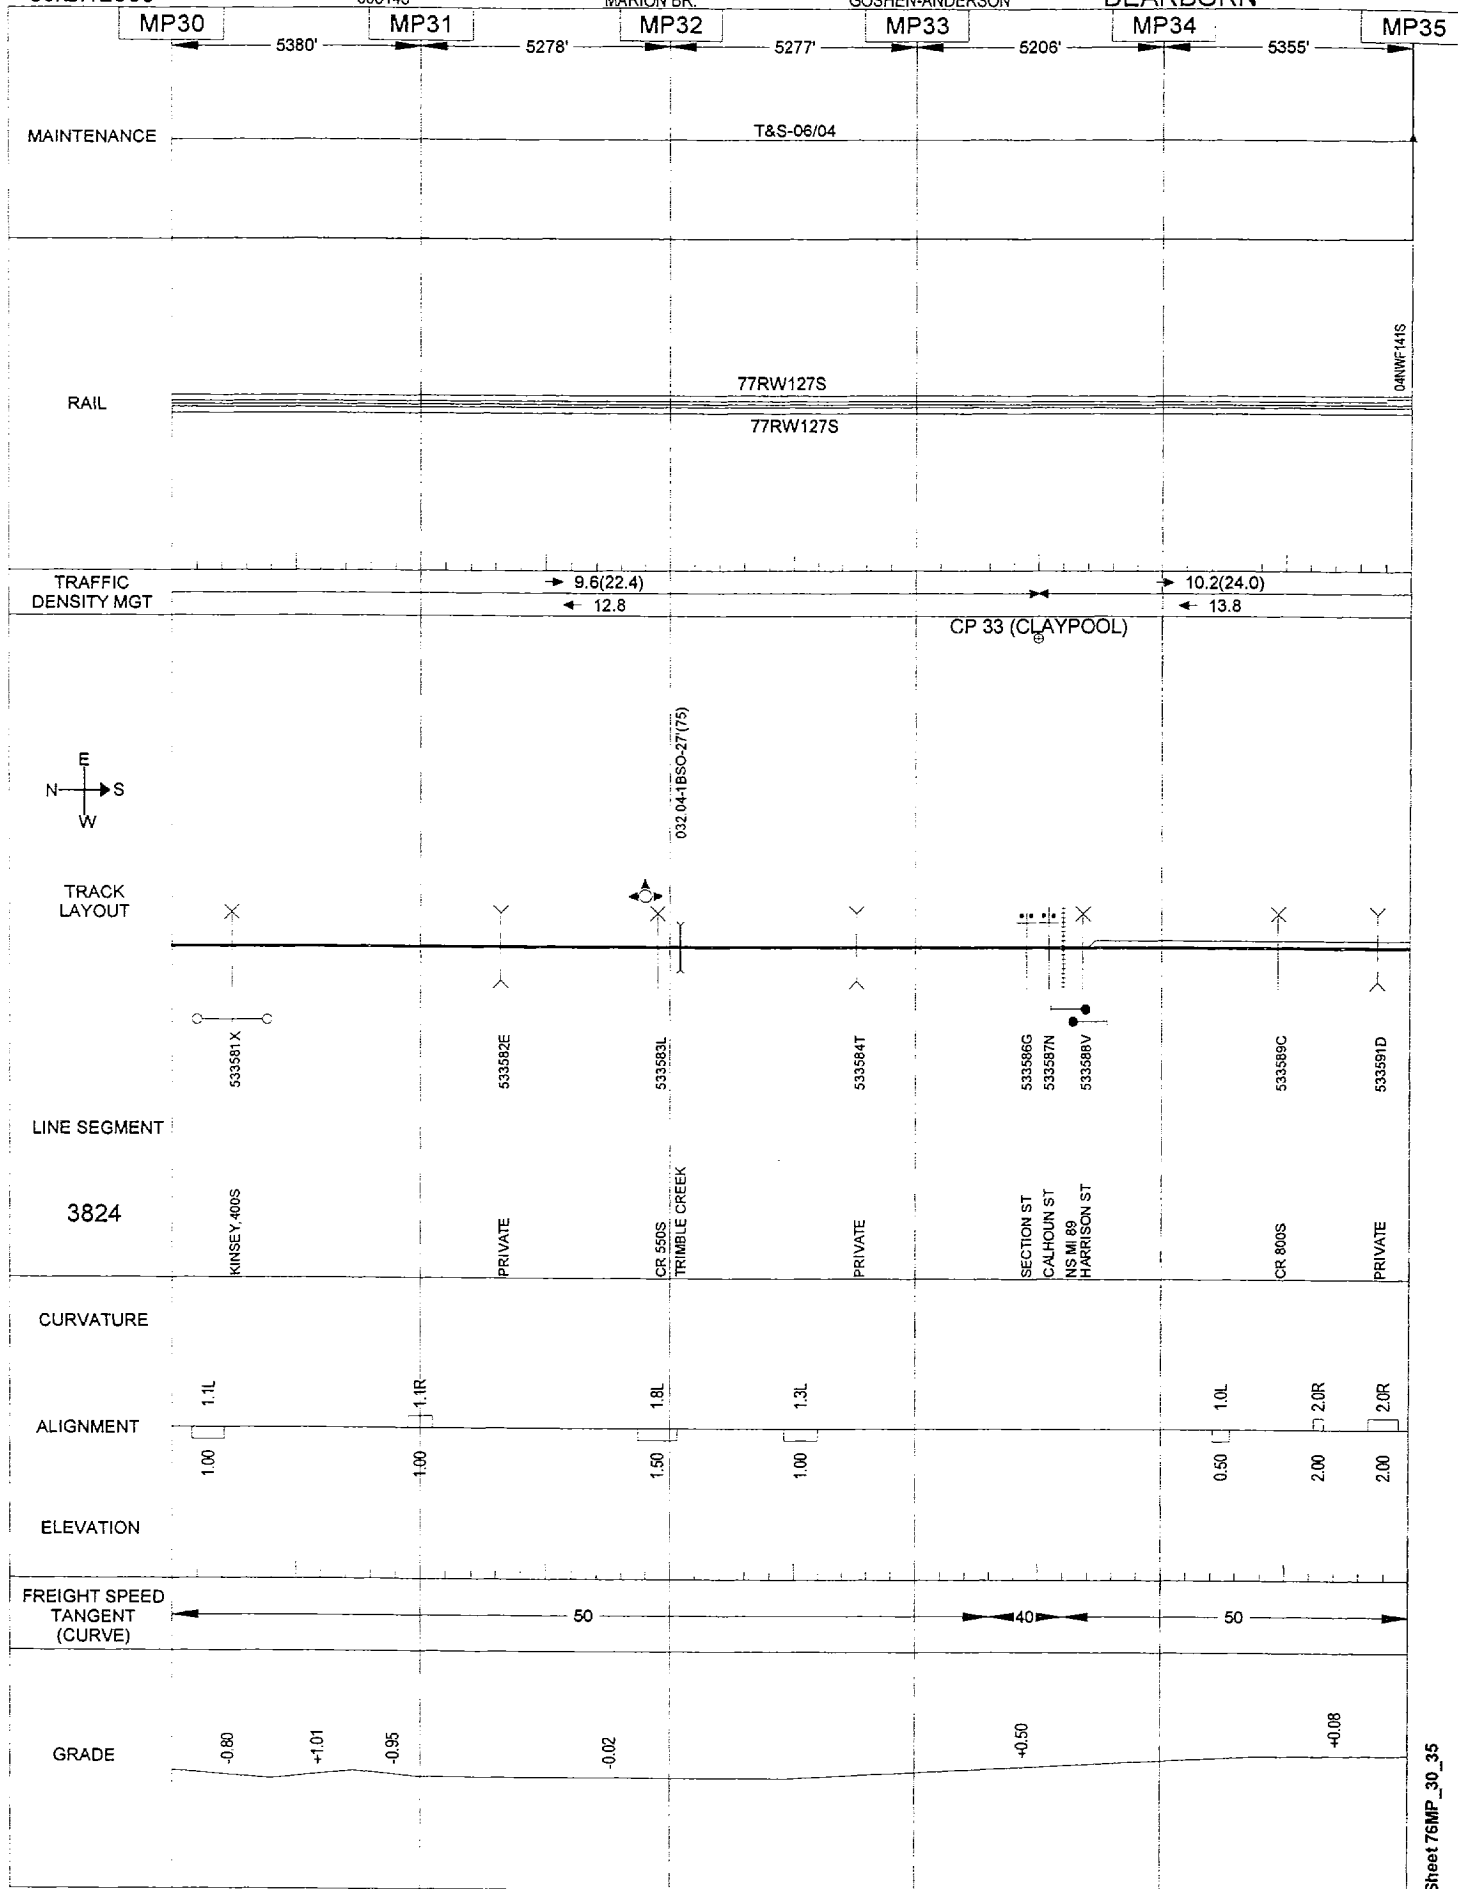 MARION BR.
GOSHEN-ANDERSON
DEARBORN
MP30
MP31
MP32
MP33
MP34
MP35
5380'
5278'
5277'
5206'
5355'
MAINTENANCE
T&S-06/04
RAIL
77RW127S
77RW127S
04NWF141S
TRAFFIC
DENSITY MGT
9.6(22.4)
12.8
10.2(24.0)
13.8
CP 33 (CLAYPOOL)
032.04-1BSO-27'(75)
E
N
S
W
TRACK
LAYOUT
533581X
533582E
533583L
533584T
533586G
533587N
533588V
533589C
533591D
LINE SEGMENT
3824
KINSEY,400S
PRIVATE
CR 550S
TRIMBLE CREEK
PRIVATE
SECTION ST
CALHOUN ST
NS MI 89
HARRISON ST
CR 800S
PRIVATE
CURVATURE
1.1L
1.1R
1.8L
1.3L
1.0L
2.0R
2.0R
ALIGNMENT
1.00
1.00
1.50
1.00
0.50
2.00
2.00
ELEVATION
FREIGHT SPEED
TANGENT
(CURVE)
50
40
50
GRADE
-0.80
+1.01
-0.95
-0.02
+0.50
+0.08
Sheet 76MP_30_35